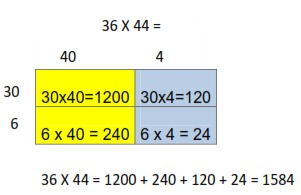 36 X 44 =
40 4
30 30x40=1200 30x4=120
6 6 x 40 = 240 6 x 4 = 24
36 X 44 = 1200 + 240 + 120 + 24 = 1584